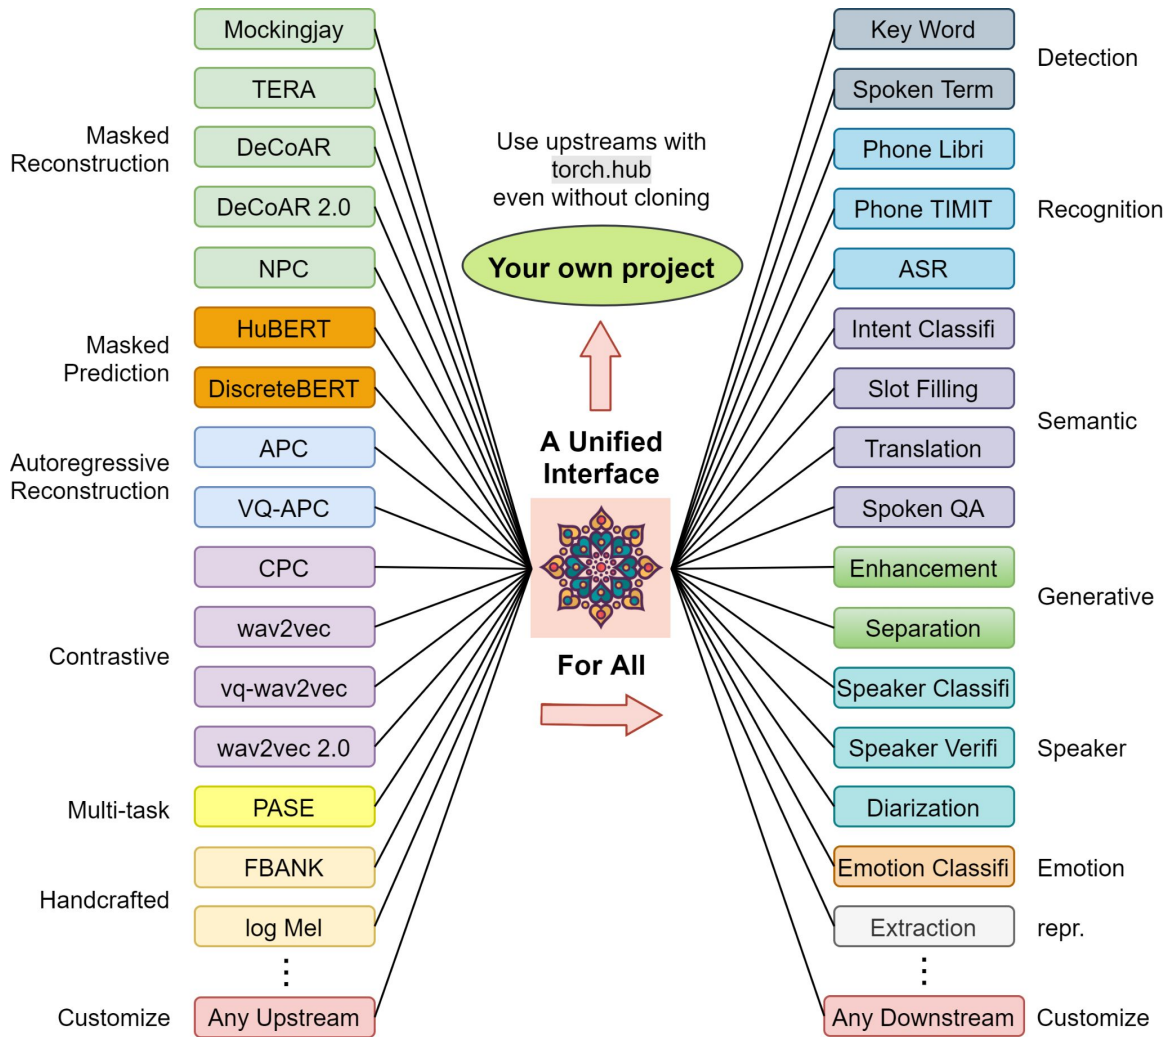 Masked
Reconstruction
Mockingjay
TERA
DeCoAR
DeCoAR 2.0
NPC
Masked
Prediction
HuBERT
DiscreteBERT
Autoregressive
Reconstruction
APC
VQ-APC
Contrastive
CPC
wav2vec
vq-wav2vec
wav2vec 2.0
Multi-task
PASE
Handcrafted
FBANK
log Mel
Customize
Any Upstream
Use upstreams with
torch.hub
even without cloning
Your own project
A Unified
Interface
For All
Key Word
Spoken Term
Detection
Phone Libri
Phone TIMIT
ASR
Recognition
Intent Classifi
Slot Filling
Translation
Spoken QA
Semantic
Enhancement
Separation
Generative
Speaker Classifi
Speaker Verifi
Diarization
Speaker
Emotion Classifi
Emotion
Extraction
repr.
Any Downstream
Customize